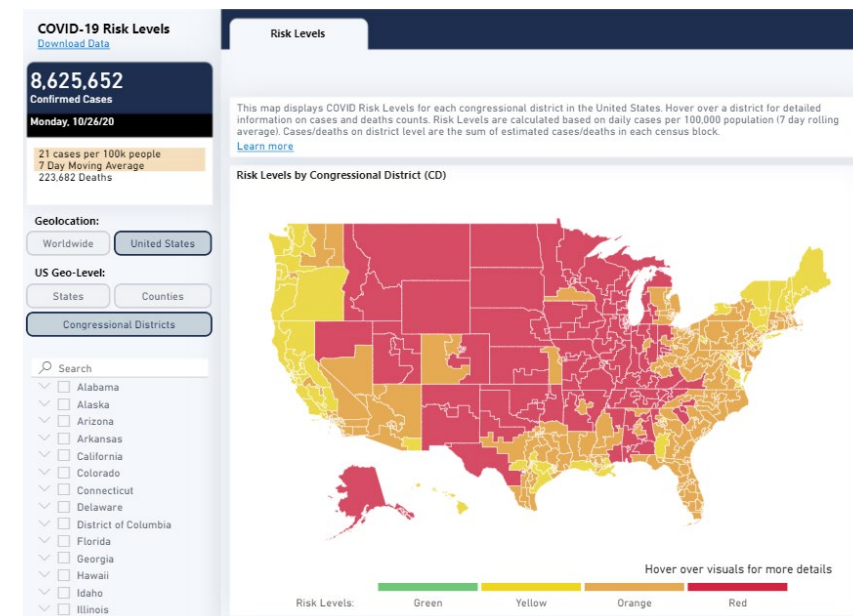 COVID-19 Risk Levels
Download Data
8,625,652
Confirmed Cases
Monday, 10/26/20
21 cases per 100k people
7 Day Moving Average
223,682 Deaths
Geolocation:
Worldwide
United States
US Geo-Level:
States
Counties
Congressional Districts
Search
Alabama
Alaska
Arizona
Arkansas
California
Colorado
Connecticut
Delaware
District of Columbia
Florida
Georgia
Hawaii
Idaho
Illinois
Risk Levels
This map displays COVID Risk Levels for each congressional district in the United States. Hover over a district for detailed
information on cases and deaths counts. Risk Levels are calculated based on daily cases per 100,000 population (7 day rolling
average). Cases/deaths on district level are the sum of estimated cases/deaths in each census block.
Learn more
Risk Levels by Congressional District (CD)
Hover over visuals for more details
Risk Levels:
Green
Yellow
Orange
Red